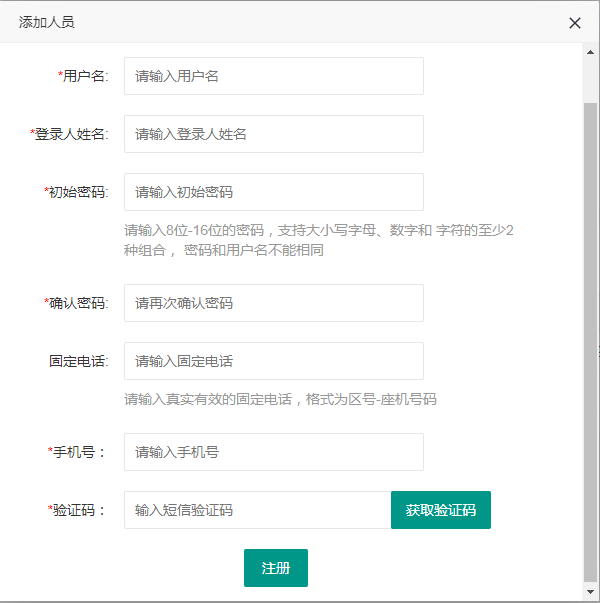 添加人员
*用户名: 请输入用户名
*登录人姓名: 请输入登录人姓名
*初始密码: 请输入初始密码
请输入8位-16位的密码，支持大小写字母、数字和 字符的至少2
种组合， 密码和用户名不能相同
*确认密码: 请再次确认密码
固定电话: 请输入固定电话
请输入真实有效的固定电话，格式为区号-座机号码
*手机号： 请输入手机号
*验证码： 输入短信验证码 获取验证码
注册